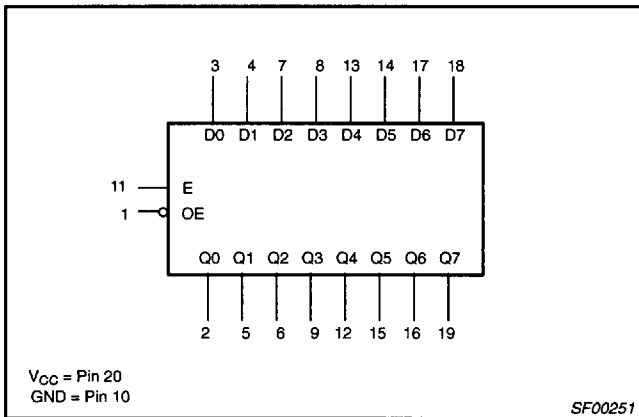 3 4 7 8 13 14 17 18
D0 D1 D2 D3 D4 D5 D6 D7
11 E
1 OE
Q0 Q1 Q2 Q3 Q4 Q5 Q6 Q7
2 5 6 9 12 15 16 19
VCC = Pin 20
GND = Pin 10
SF00251